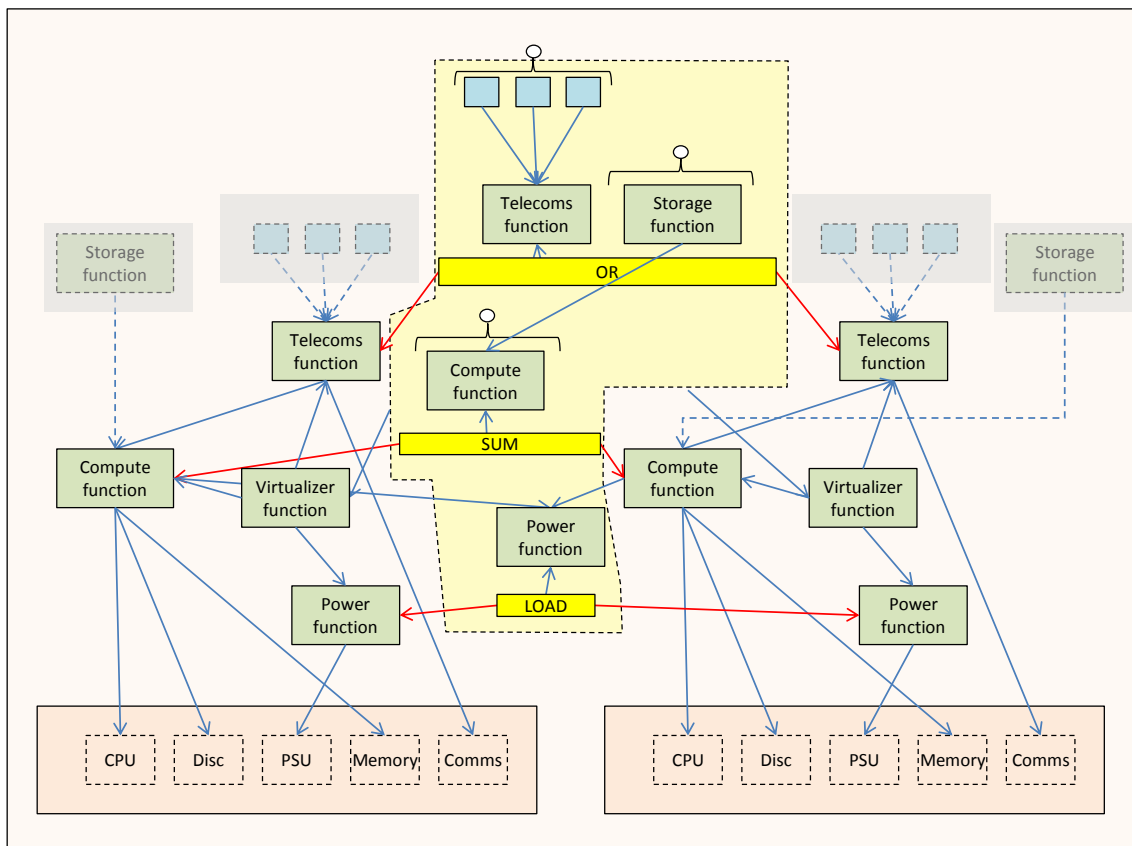 Telecoms
function
Storage
function
Storage
function
Storage
function
OR
Telecoms
function
Telecoms
function
Compute
function
SUM
Compute
function
Virtualizer
function
Compute
function
Virtualizer
function
Power
function
LOAD
Power
function
Power
function
CPU
Disc
PSU
Memory
Comms
CPU
Disc
PSU
Memory
Comms